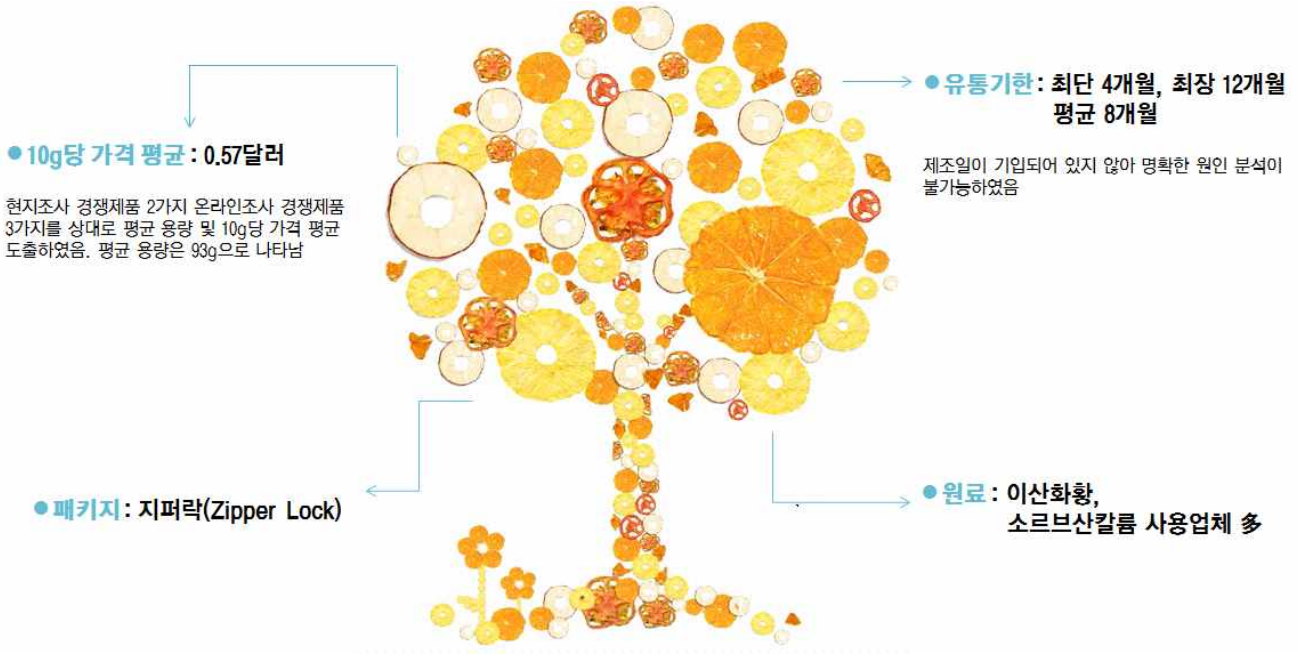 ● 10g당 가격 평균 : 0.57달러
현지조사 경쟁제품 2가지 온라인조사 경쟁제품
3가지를 상대로 평균 용량 및 10g당 가격 평균
도출하였음. 평균 용량은 93g으로 나타남
● 유통기한 : 최단 4개월, 최장 12개월
평균 8개월
제조일이 기입되어 있지 않아 명확한 원인 분석이
불가능하였음
● 패키지 : 지퍼락(Zipper Lock)
● 원료 : 이산화황,
소르브산칼륨 사용업체 多